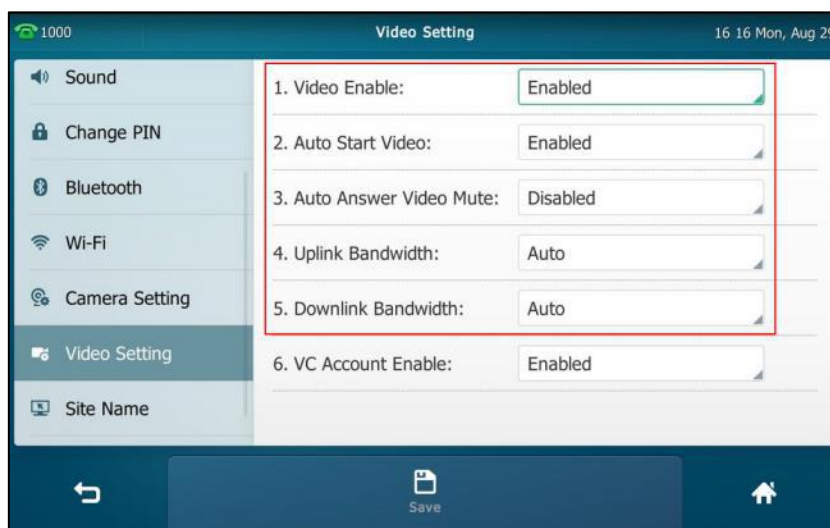 1000
Video Setting
16 16 Mon, Aug 29
Sound
Change PIN
Bluetooth
Wi-Fi
Camera Setting
Video Setting
Site Name
1. Video Enable: Enabled
2. Auto Start Video: Enabled
3. Auto Answer Video Mute: Disabled
4. Uplink Bandwidth: Auto
5. Downlink Bandwidth: Auto
6. VC Account Enable: Enabled
Save